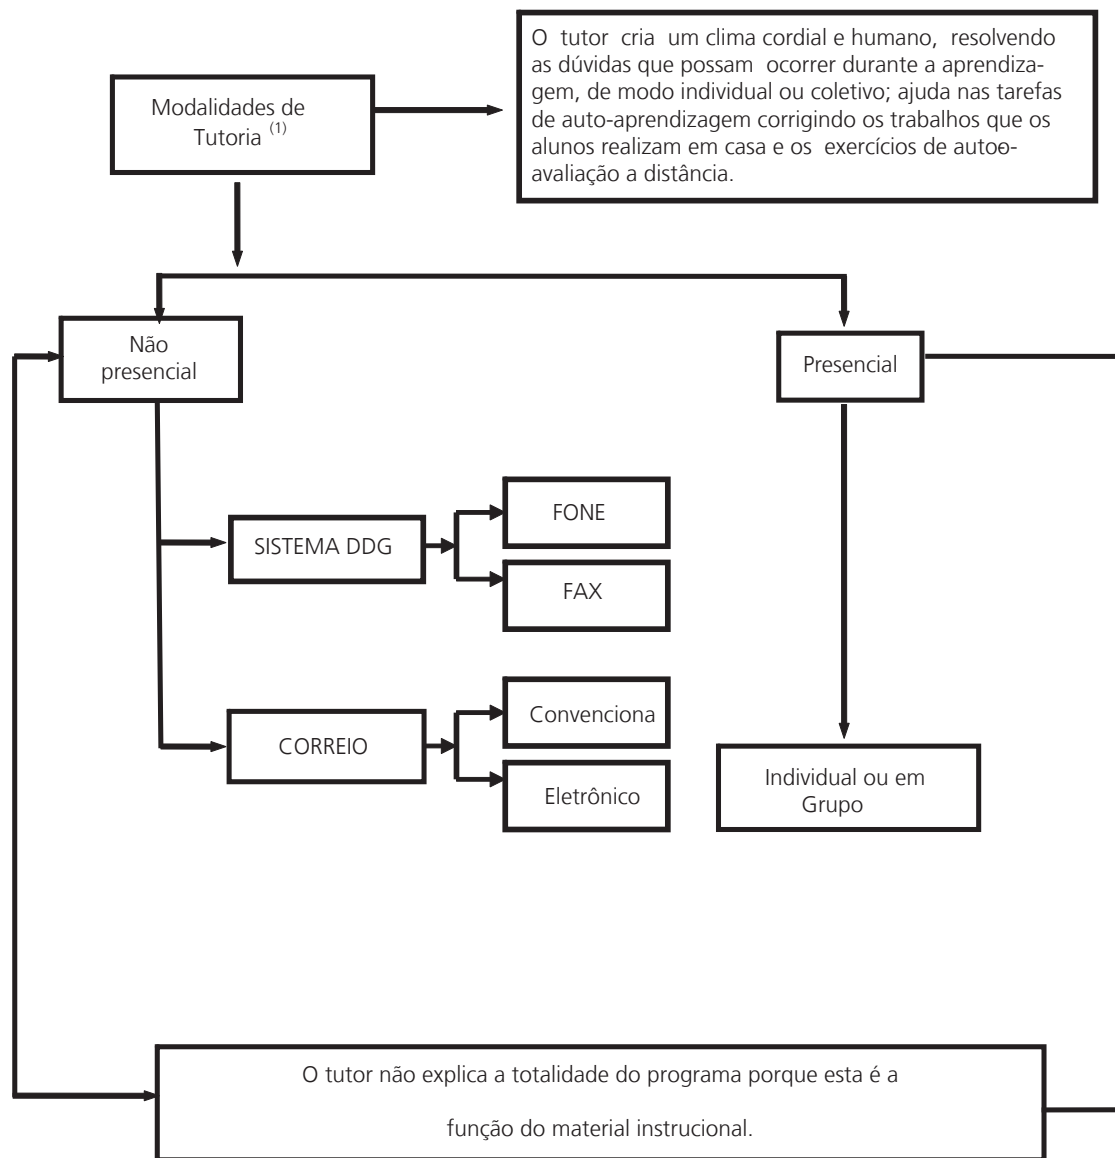 O tutor cria um clima cordial e humano, resolvendo
as dúvidas que possam ocorrer durante a aprendiza-
gem, de modo individual ou coletivo; ajuda nas tarefas
de auto-aprendizagem corrigindo os trabalhos que os
alunos realizam em casa e os exercícios de autoo-
avaliação a distância.
Modalidades de
Tutoria (1)
Não
presencial
Presencial
SISTEMA DDG
FONE
FAX
CORREIO
Convenciona
Eletrônico
Individual ou em
Grupo
O tutor não explica a totalidade do programa porque esta é a
função do material instrucional.